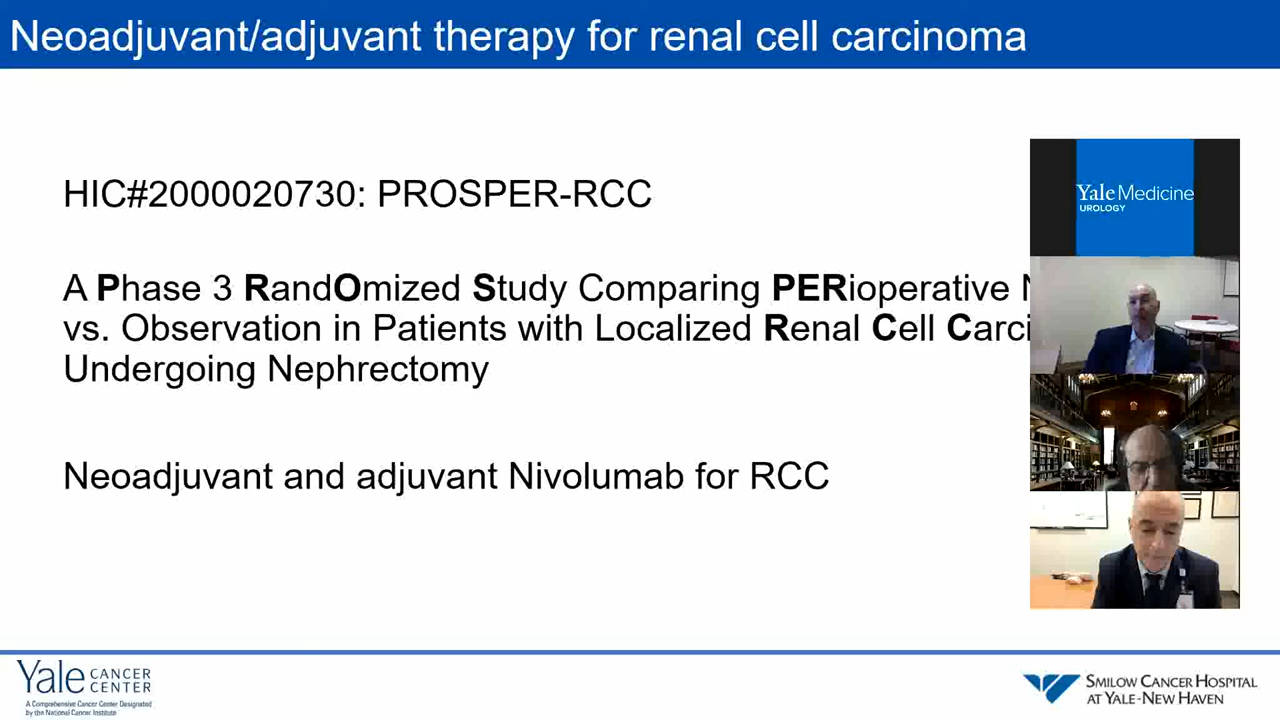 Neoadjuvant/adjuvant therapy for renal cell carcinoma
HIC#2000020730: PROSPER-RCC
A Phase 3 RandOmized Study Comparing PERioperative
vs. Observation in Patients with Localized Renal Cell
Undergoing Nephrectomy
Neoadjuvant and adjuvant Nivolumab for RCC
Yale Medicine
UROLOGY
Yale CANCER
CENTER
A Comprehensive Cancer Center Designated
by the National Cancer Institute
SMILOW CANCER HOSPITAL
AT YALE-NEW HAVEN